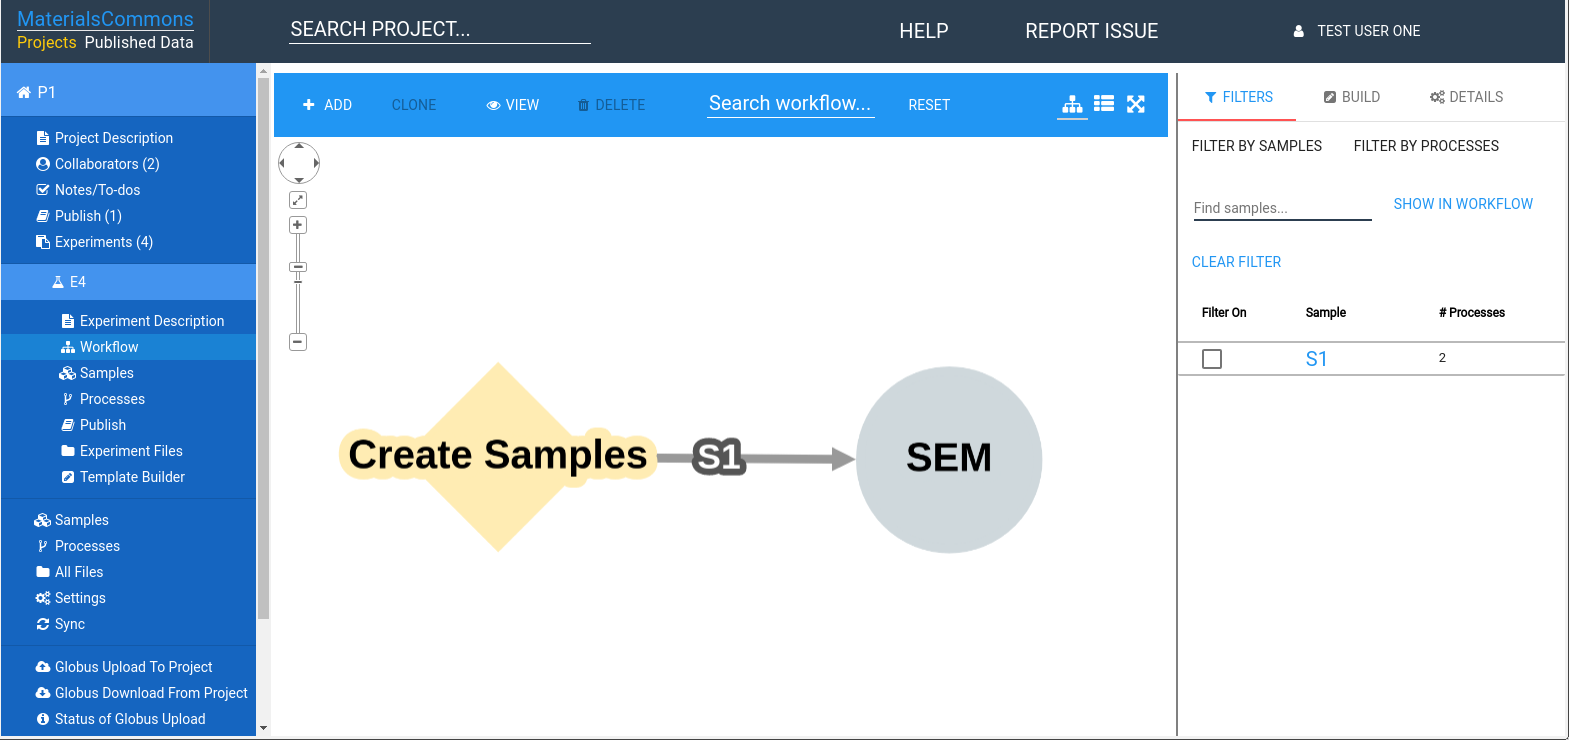 MaterialsCommons
Projects Published Data
SEARCH PROJECT...
HELP
REPORT ISSUE
TEST USER ONE
P1
Project Description
Collaborators (2)
Notes/To-dos
Publish (1)
Experiments (4)
E4
Experiment Description
Workflow
Samples
Processes
Publish
Experiment Files
Template Builder
Samples
Processes
All Files
Settings
Sync
Globus Upload To Project
Globus Download From Project
Status of Globus Upload
ADD
CLONE
VIEW
DELETE
Search workflow...
RESET
Create Samples
S1
SEM
FILTERS
BUILD
DETAILS
FILTER BY SAMPLES
FILTER BY PROCESSES
Find samples...
SHOW IN WORKFLOW
CLEAR FILTER
Filter On Sample # Processes
S1 2